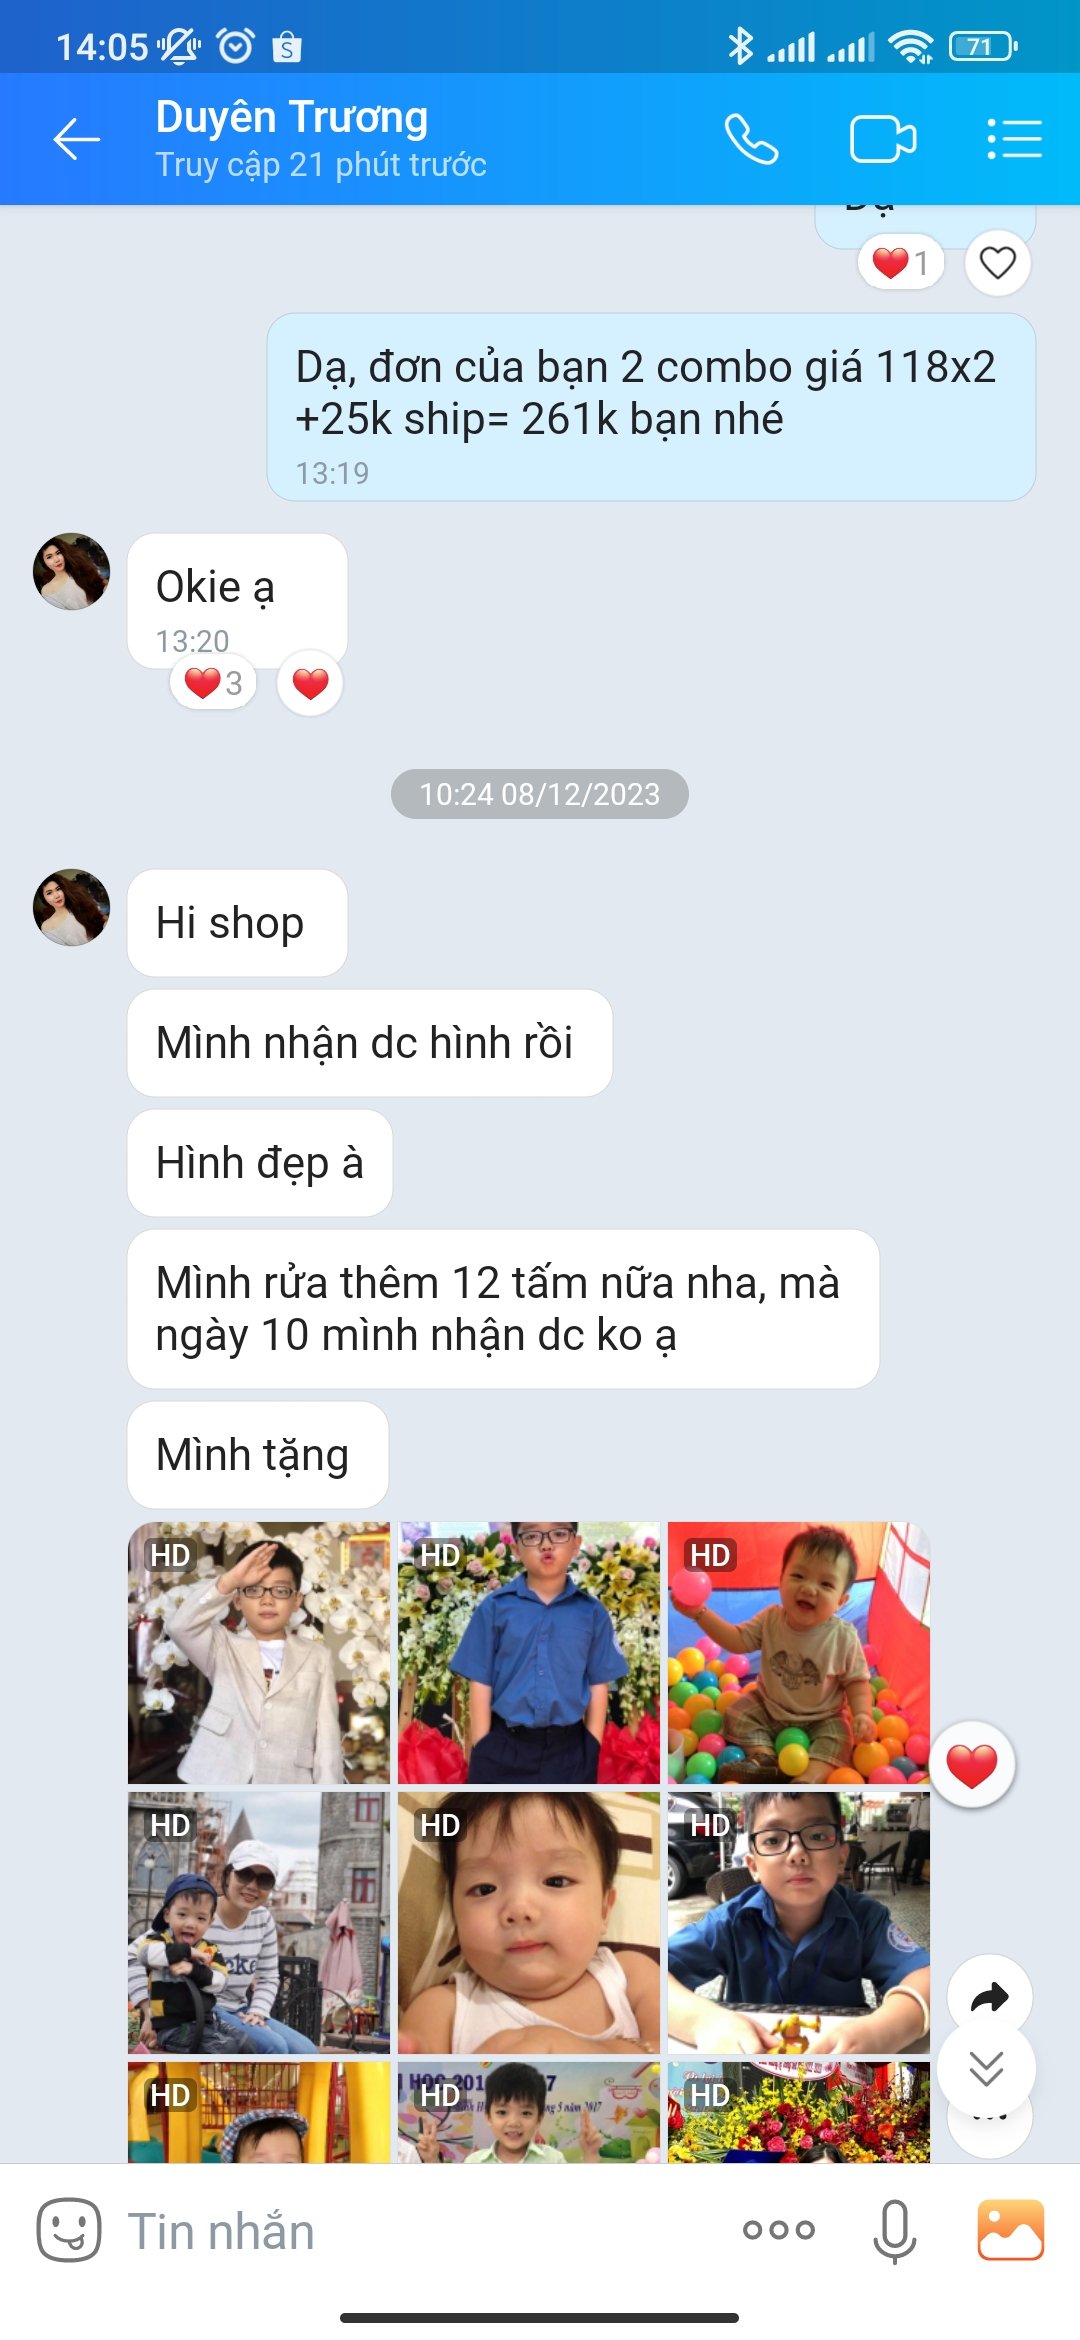 14:05
71
Duyên Trương
Truy cập 21 phút trước
Dạ
1
Dạ, đơn của bạn 2 combo giá 118x2
+25k ship= 261k bạn nhé
13:19
Okie ạ
13:20
3
10:24 08/12/2023
Hi shop
Mình nhận dc hình rồi
Hình đẹp à
Mình rửa thêm 12 tấm nữa nha, mà
ngày 10 mình nhận dc ko ạ
Mình tặng
HD
HD
HD
HD
HD
HD
HD
HD
HD
Tin nhắn